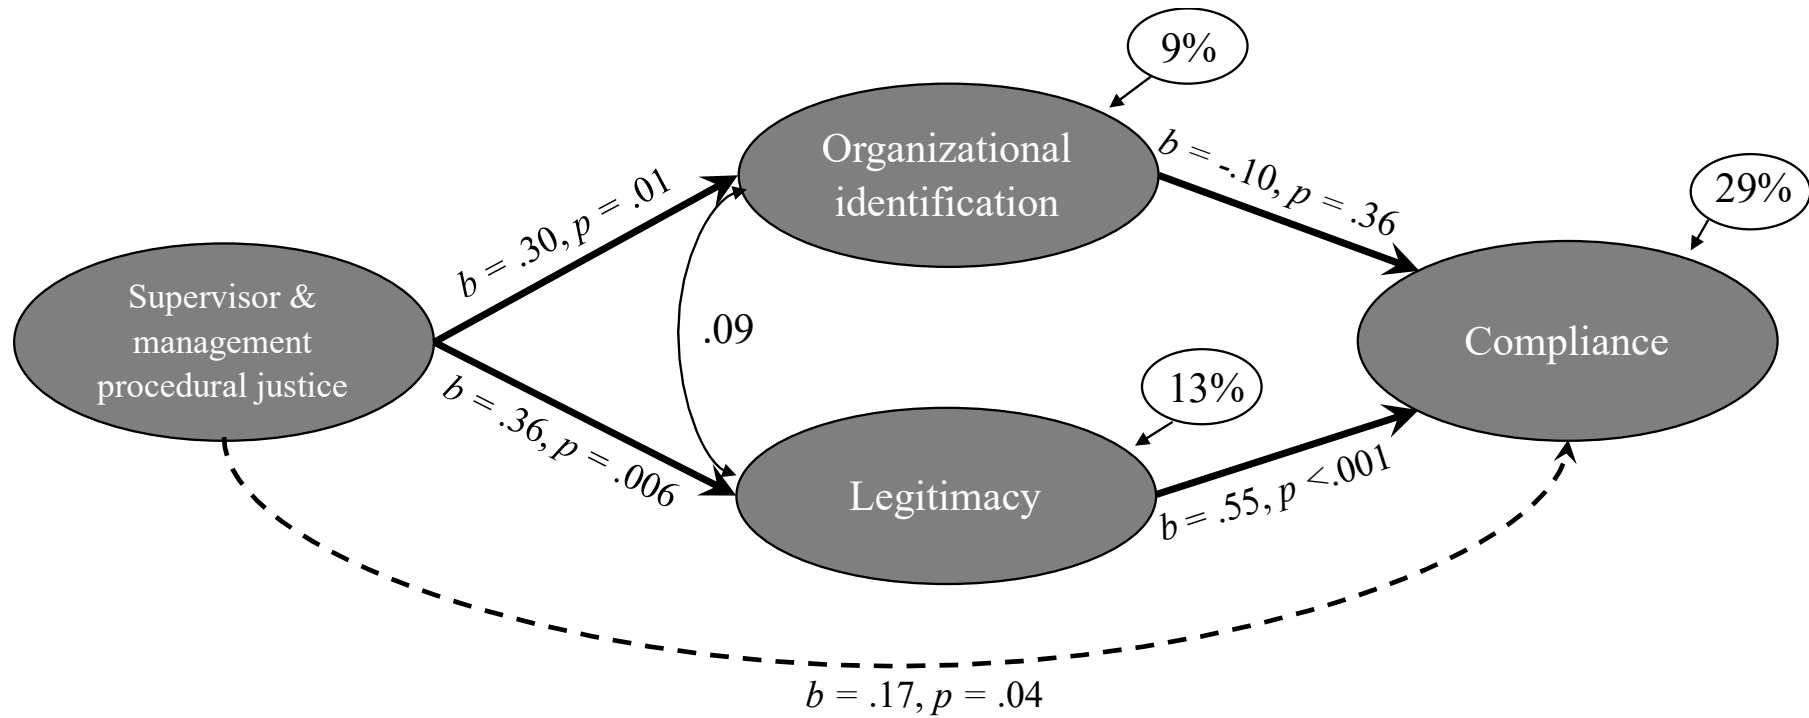 9%
Organizational
identification
b = -.10, p = .36
29%
b = .30, p = .01
Supervisor &
management
procedural justice
.09
Compliance
13%
b = .36, p = .006
Legitimacy
b = .55, p <.001
b = .17, p = .04